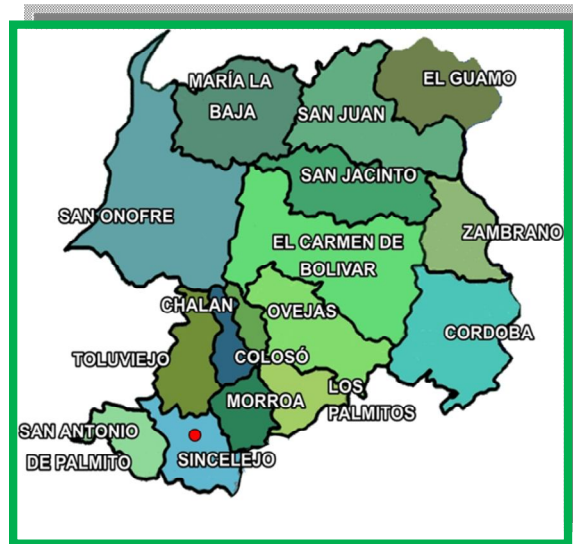 MARÍA LA
BAJA
SAN JUAN
EL GUAMO
SAN JACINTO
SAN ONOFRE
EL CARMEN DE
BOLIVAR
ZAMBRANO
CHALAN
OVEJAS
CORDOBA
TOLUVIEJO
COLOSÓ
LOS
PALMITOS
MORROA
SAN ANTONIO
DE PALMITO
SINCELEJO